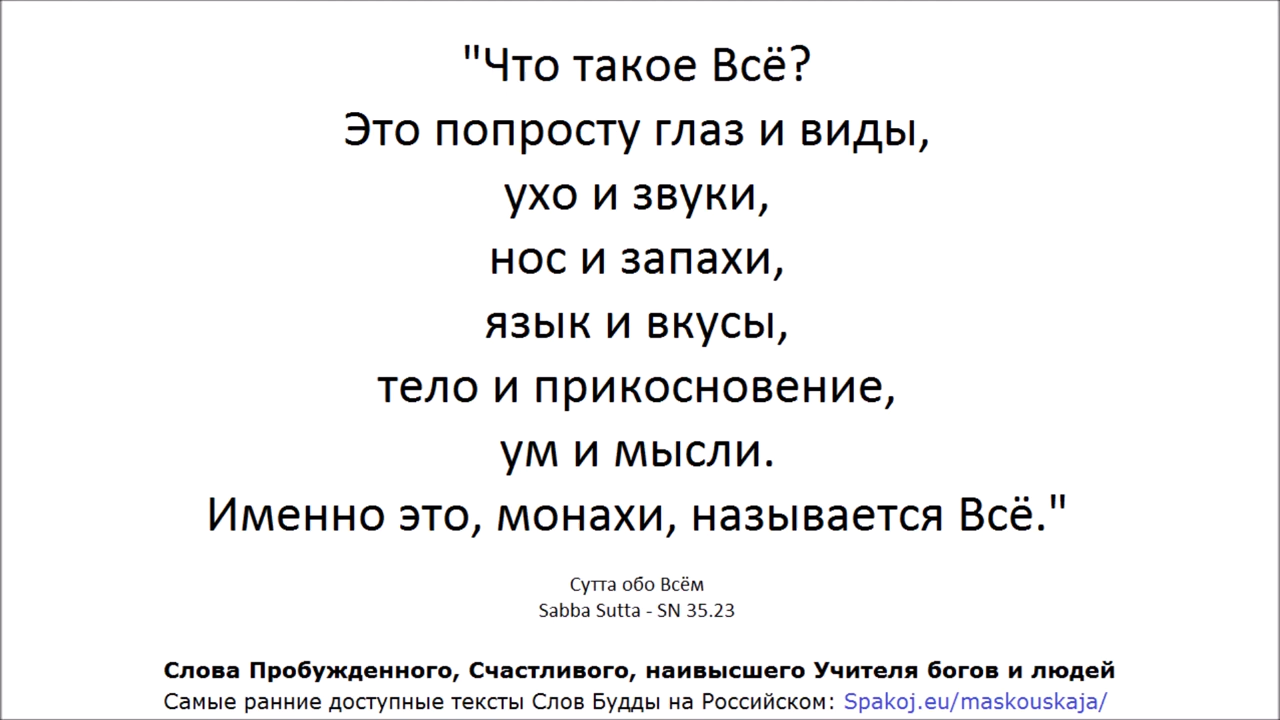 "Что такое Всё?
Это попросту глаз и виды,
ухо и звуки,
нос и запахи,
язык и вкусы,
тело и прикосновение,
ум и мысли.
Именно это, монахи, называется Всё."
Сутта обо Всём
Sabba Sutta - SN 35.23
Слова Пробужденного, Счастливого, наивысшего Учителя богов и людей
Самые ранние доступные тексты Слов Будды на Российском: Spakoj.eu/maskouskaja/